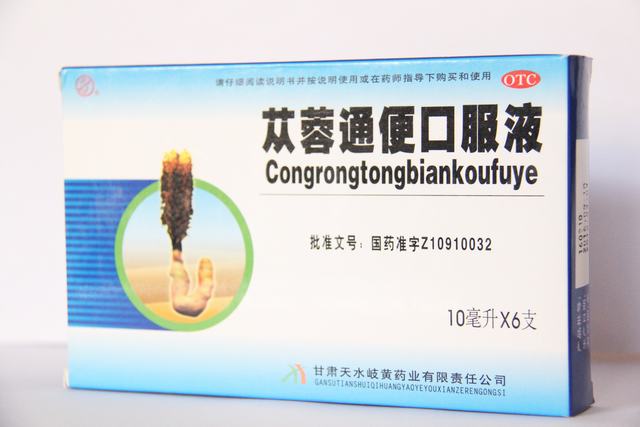 请仔细阅读说明书并按说明使用或在药师指导下购买和使用
OTC
苁蓉通便口服液
Congrongtongbiankoufuye
批准文号：国药准字Z10910032
10毫升X6支
甘肃天水岐黄药业有限责任公司
GANSUTIANSHUIQIHUANGYAOYEYOUXIANZERENGONGSI